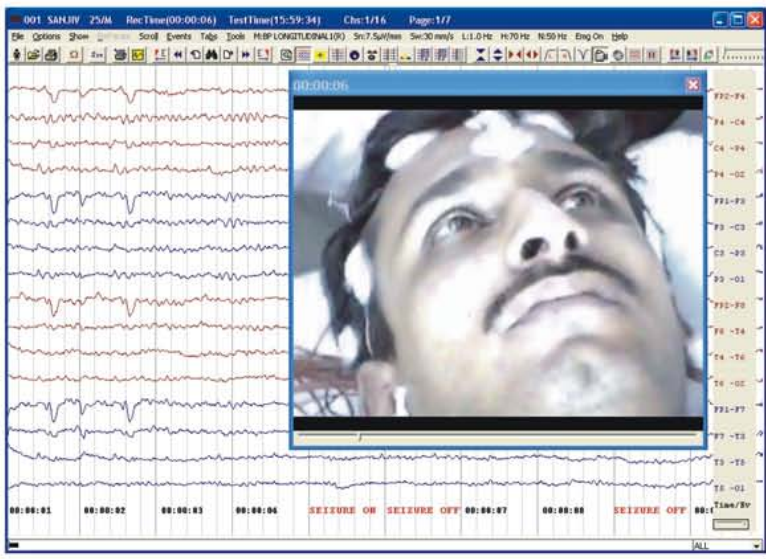 001 SANJIV 25/M RecTime(00:00:06) TestTime(15:59:34) Chs:1/16 Page:1/7
File Options Show Scroll Events Tabs Tools M:BP LONGITUDINAL1(R) Sn:7.5µV/mm Sw:30 mm/s L:1.0 Hz H:70 Hz N:50 Hz Emg On Help
00:00:06
FP2-F4
F4 -C4
C4 -P4
P4 -O2
FP1-F3
F3 -C3
C3 -P3
P3 -O1
FP2-F8
F8 -T4
T4 -T6
T6 -O2
FP1-F7
F7 -T3
T3 -T5
T5 -O1
00:00:01 00:00:02 00:00:03 00:00:04 SEIZURE ON SEIZURE OFF 00:00:07 00:00:08 SEIZURE OFF Time/Ev
ALL